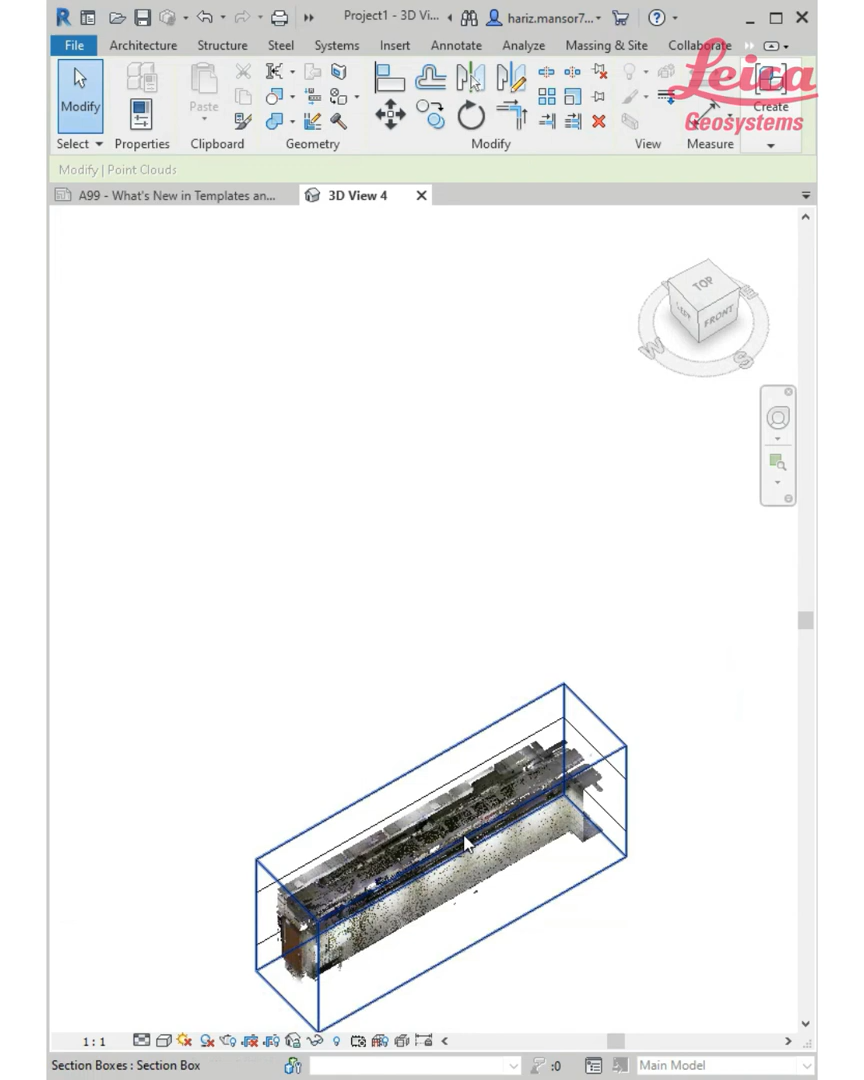 Project1 - 3D Vi...
hariz.mansor7...
File
Architecture
Structure
Steel
Systems
Insert
Annotate
Analyze
Massing & Site
Collaborate
Leica
Geosystems
Modify
Paste
Create
Select
Properties
Clipboard
Geometry
Modify
View
Measure
Modify | Point Clouds
A99 - What's New in Templates an...
3D View 4
TOP
FRONT
W
S
1 : 1
Section Boxes : Section Box
:0
Main Model